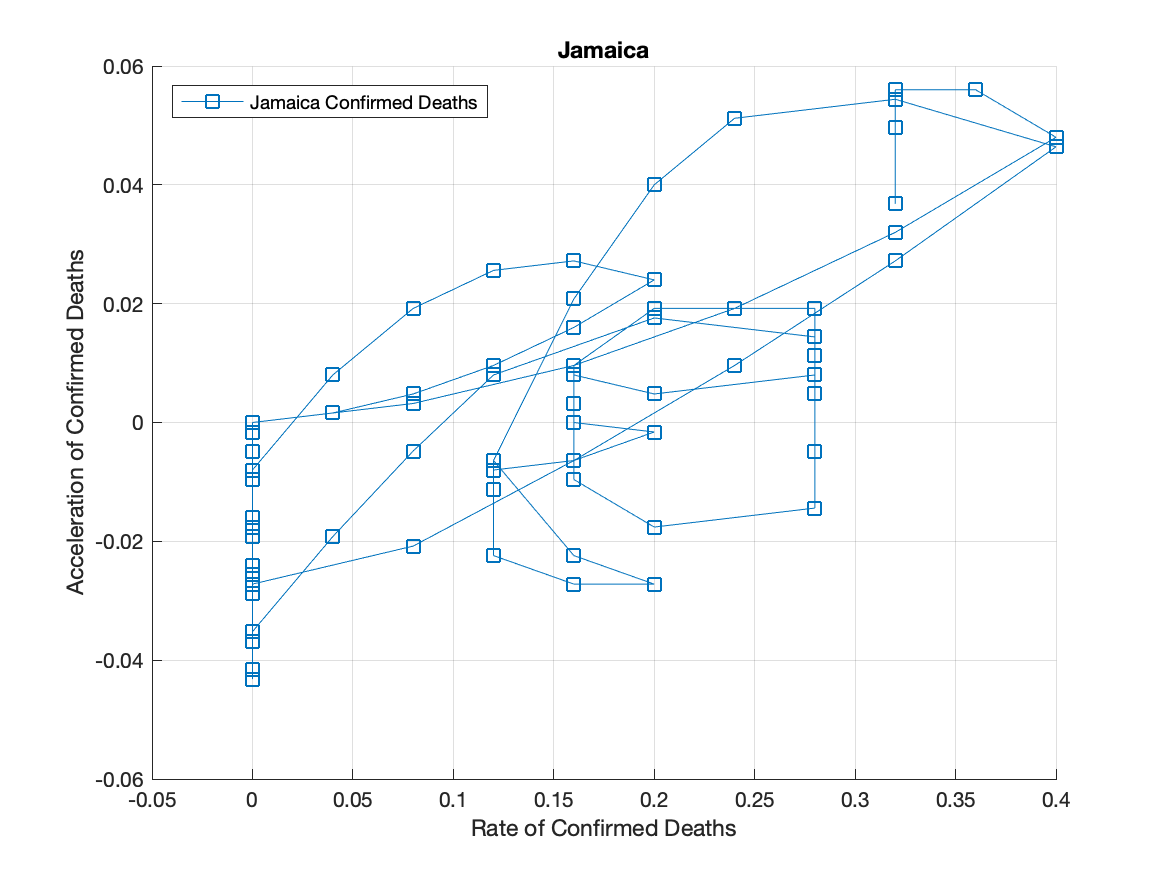 Jamaica
Jamaica Confirmed Deaths
0.06
0.04
0.02
0
-0.02
-0.04
-0.06
Acceleration of Confirmed Deaths
-0.05 0 0.05 0.1 0.15 0.2 0.25 0.3 0.35 0.4
Rate of Confirmed Deaths